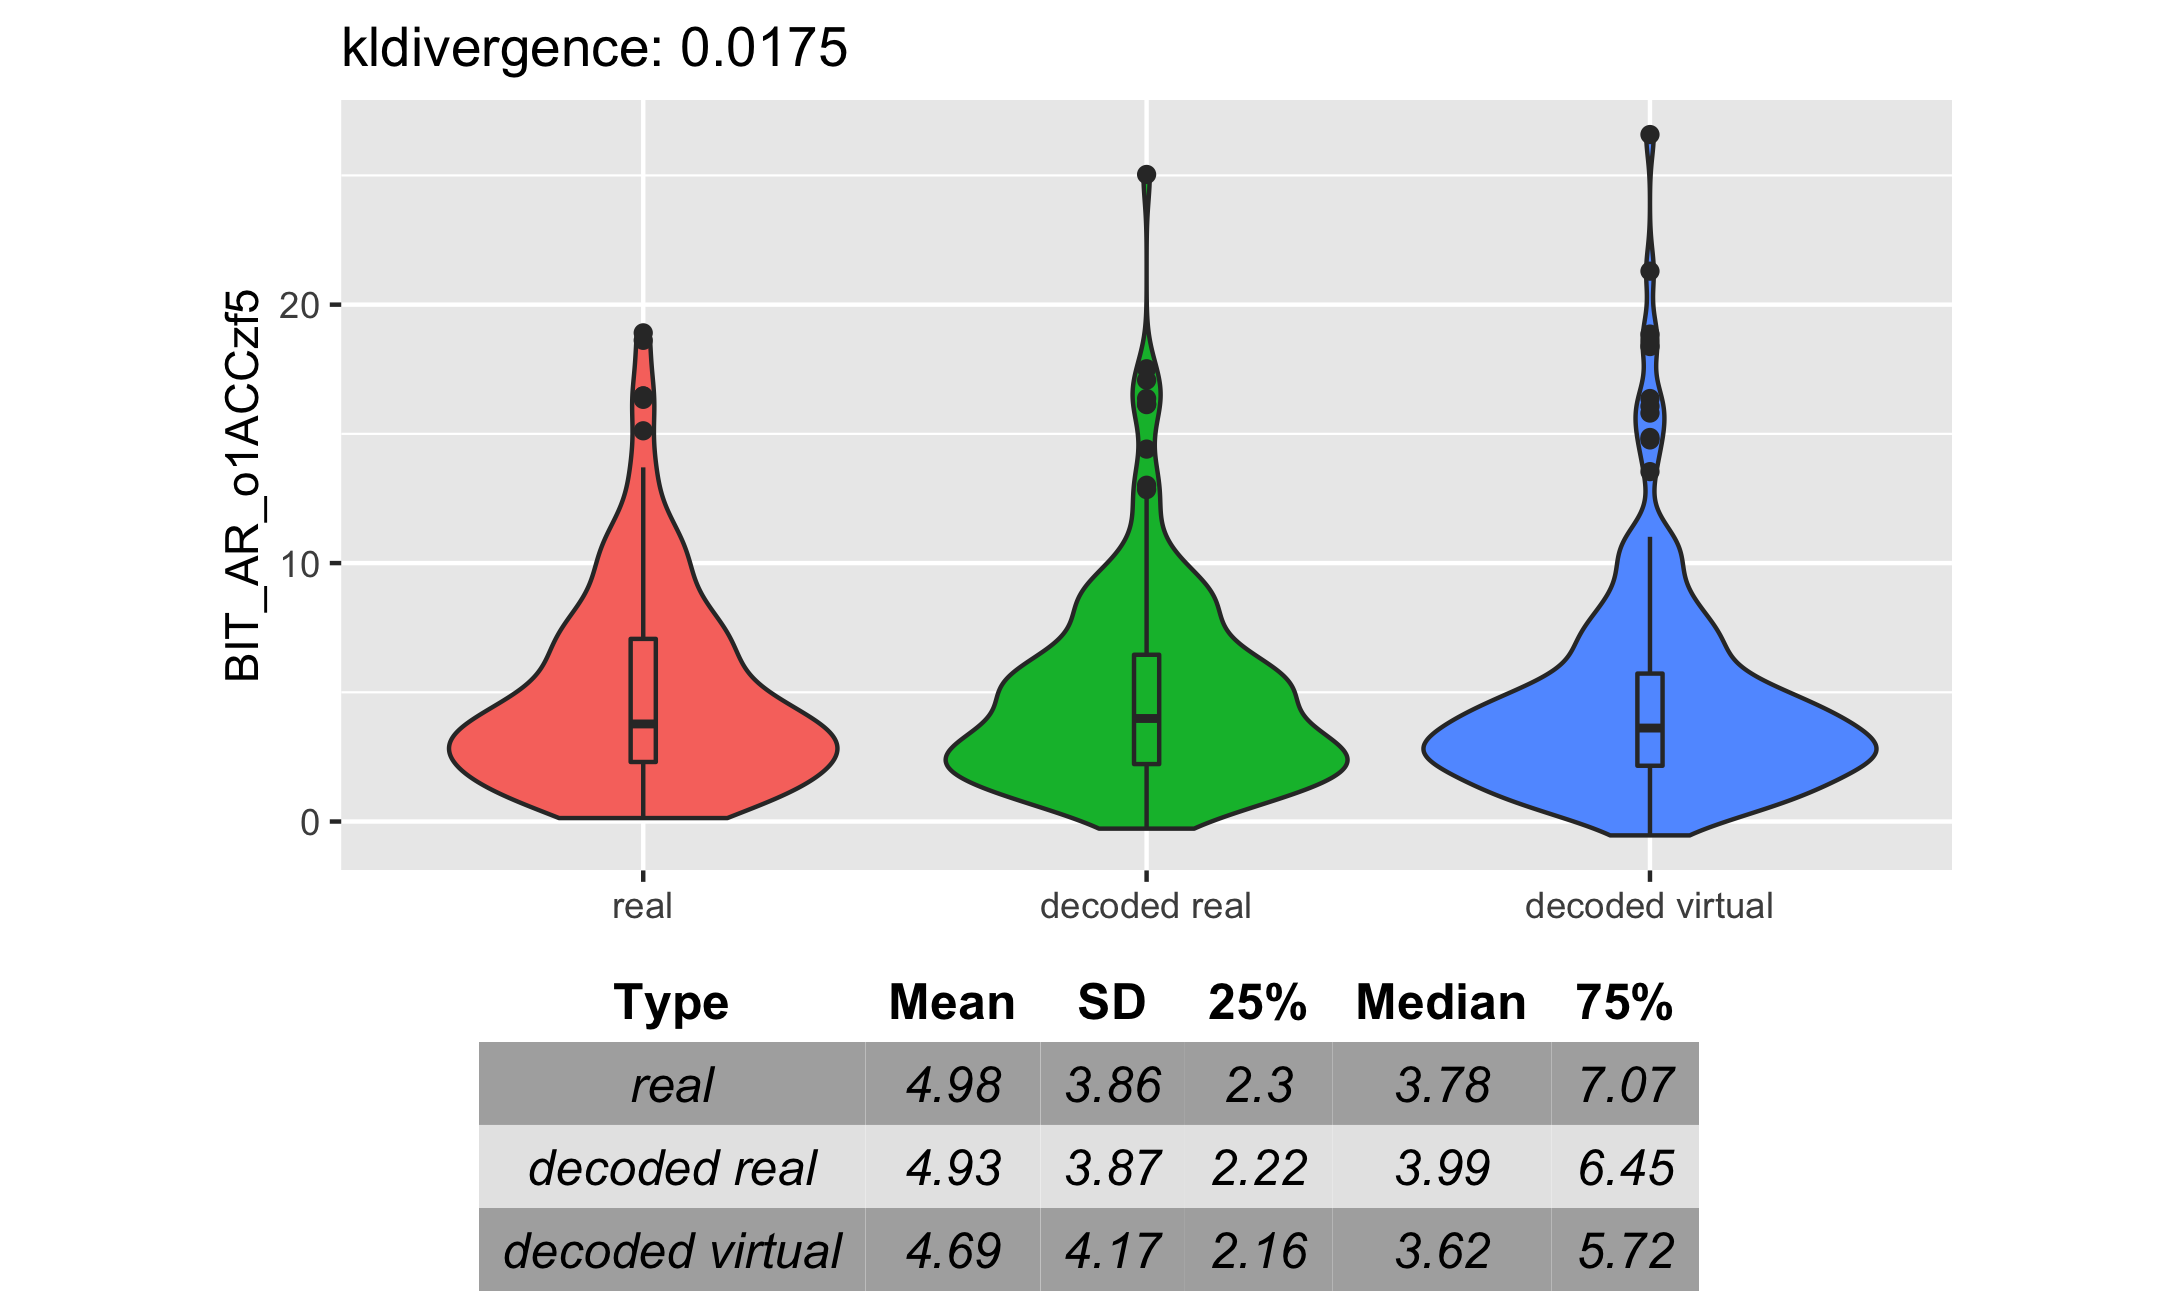 kldivergence: 0.0175
BIT_AR_o1ACCzf5
20
10
0
real decoded real decoded virtual
Type Mean SD 25% Median 75%
real 4.98 3.86 2.3 3.78 7.07
decoded real 4.93 3.87 2.22 3.99 6.45
decoded virtual 4.69 4.17 2.16 3.62 5.72